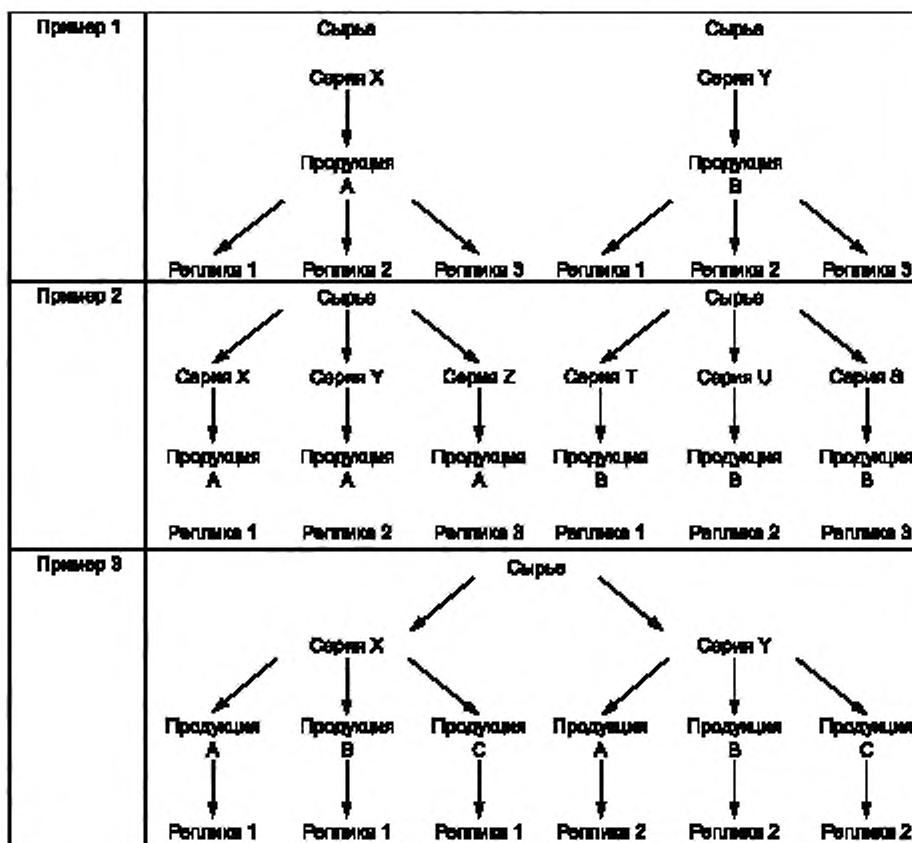 Пример 1 Сырье Сырье
Серия X Серия Y
Продукция Продукция
A B
Реплика 1 Реплика 2 Реплика 3 Реплика 1 Реплика 2 Реплика 3
Пример 2 Сырье Сырье
Серия X Серия Y Серия Z Серия T Серия U Серия S
Продукция Продукция Продукция Продукция Продукция Продукция
A A A B B B
Реплика 1 Реплика 2 Реплика 3 Реплика 1 Реплика 2 Реплика 3
Пример 3 Сырье
Серия X Серия Y
Продукция Продукция Продукция Продукция Продукция Продукция
A B C A B C
Реплика 1 Реплика 1 Реплика 1 Реплика 2 Реплика 2 Реплика 2